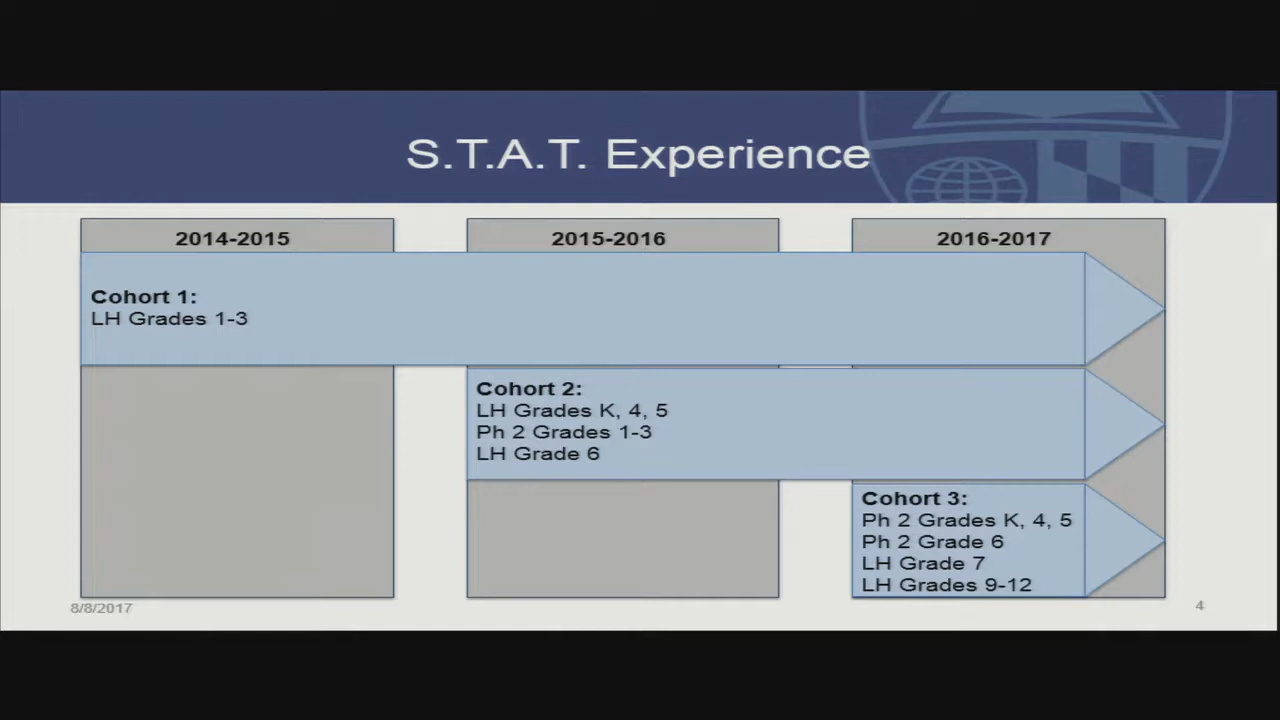 S.T.A.T. Experience
2014-2015
2015-2016
2016-2017
Cohort 1:
LH Grades 1-3
Cohort 2:
LH Grades K, 4, 5
Ph 2 Grades 1-3
LH Grade 6
Cohort 3:
Ph 2 Grades K, 4, 5
Ph 2 Grade 6
LH Grade 7
LH Grades 9-12
8/8/2017
4